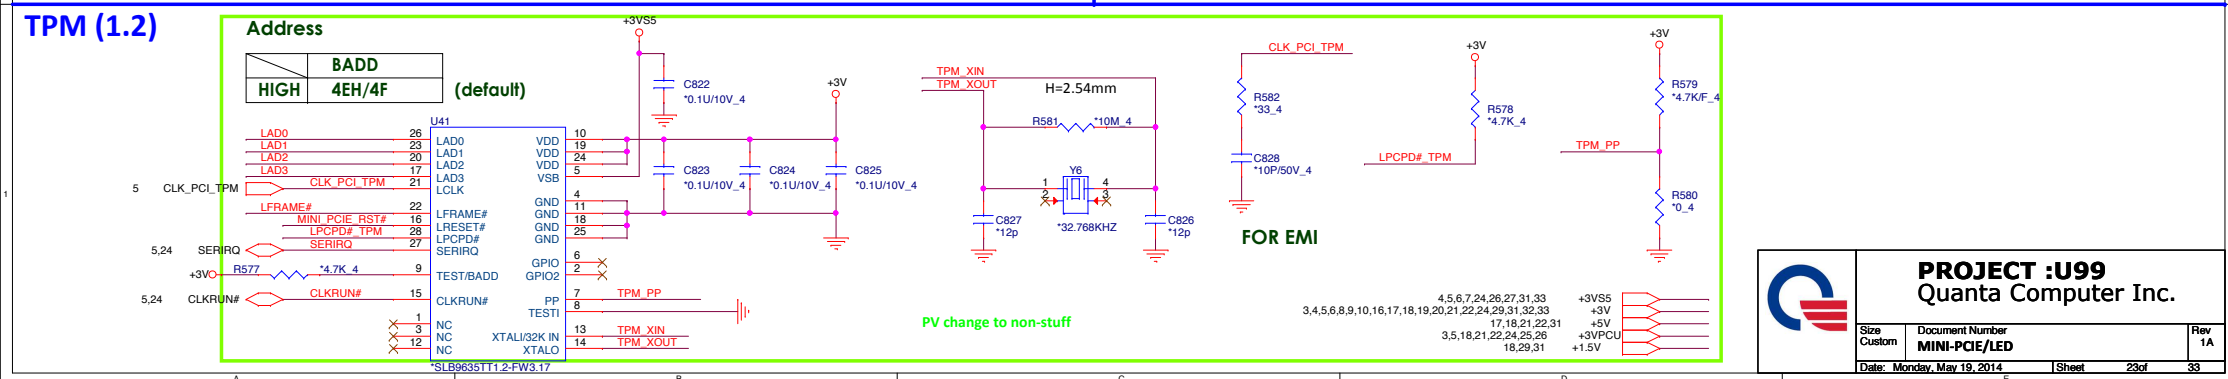 TPM (1.2)
Address
BADD
HIGH 4EH/4F (default)
+3VS5
C822
*0.1U/10V_4
+3V
U41
LAD0 26 LAD0 VDD 10
LAD1 23 LAD1 VDD 19
LAD2 20 LAD2 VDD 24
LAD3 17 LAD3 VSB 5
5 CLK_PCI_TPM CLK_PCI_TPM 21 LCLK
GND 4
LFRAME# 22 LFRAME# GND 11
MINI_PCIE_RST# 16 LRESET# GND 18
LPCPD#_TPM 28 LPCPD# GND 25
5,24 SERIRQ SERIRQ 27 SERIRQ
GPIO 6
+3V R577 *4.7K_4 9 TEST/BADD GPIO2 2
5,24 CLKRUN# CLKRUN# 15 CLKRUN# PP 7 TPM_PP
TESTI 8
1 NC
3 NC XTALI/32K IN 13 TPM_XIN
12 NC XTALO 14 TPM_XOUT
*SLB9635TT1.2-FW3.17
C823
*0.1U/10V_4
C824
*0.1U/10V_4
C825
*0.1U/10V_4
TPM_XIN
TPM_XOUT
H=2.54mm
R581 *10M_4
Y6
1 4
2 3
*32.768KHZ
C827
*12p
C826
*12p
PV change to non-stuff
CLK_PCI_TPM
R582
*33_4
C828
*10P/50V_4
FOR EMI
+3V
R578
*4.7K_4
LPCPD#_TPM
+3V
R579
*4.7K/F_4
TPM_PP
R580
*0_4
4,5,6,7,24,26,27,31,33 +3VS5
3,4,5,6,8,9,10,16,17,18,19,20,21,22,24,29,31,32,33 +3V
17,18,21,22,31 +5V
3,5,18,21,22,24,25,26 +3VPCU
18,29,31 +1.5V
PROJECT :U99
Quanta Computer Inc.
Size Document Number Rev
Custom MINI-PCIE/LED 1A
Date: Monday, May 19, 2014 Sheet 23of 33
1
A B C D E